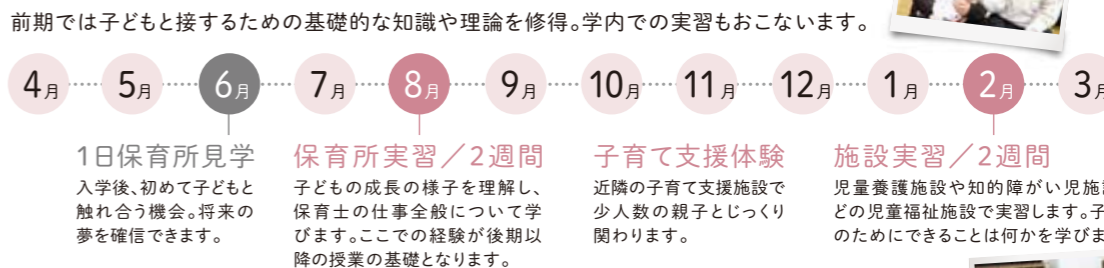 前期では子どもと接するための基礎的な知識や理論を修得。学内での実習もおこないます。
4月 5月 6月 7月 8月 9月 10月 11月 12月 1月 2月 3月
1日保育所見学
入学後、初めて子どもと
触れ合う機会。将来の
夢を確信できます。
保育所実習／2週間
子どもの成長の様子を理解し、
保育士の仕事全般について学
びます。ここでの経験が後期以
降の授業の基礎となります。
子育て支援体験
近隣の子育て支援施設で
少人数の親子とじっくり
関わります。
施設実習／2週間
児童養護施設や知的障がい児施設
どの児童福祉施設で実習します。子
のためにできることは何かを学びま